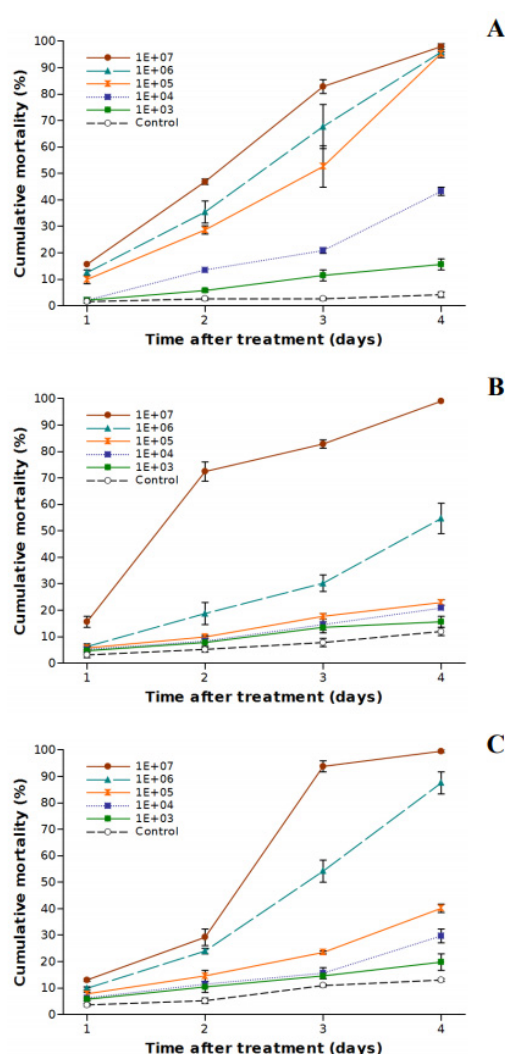 A
Cumulative mortality (%)
100
90
80
70
60
50
40
30
20
10
0
1E+07
1E+06
1E+05
1E+04
1E+03
Control
1 2 3 4
Time after treatment (days)
B
Cumulative mortality (%)
100
90
80
70
60
50
40
30
20
10
0
1E+07
1E+06
1E+05
1E+04
1E+03
Control
1 2 3 4
Time after treatment (days)
C
Cumulative mortality (%)
100
90
80
70
60
50
40
30
20
10
0
1E+07
1E+06
1E+05
1E+04
1E+03
Control
1 2 3 4
Time after treatment (days)